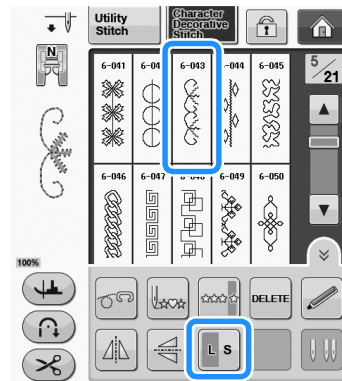 Utility
Stitch
Character
Decorative
Stitch
N
5/21
6-041
6-04
6-043
-044
6-045
6-046
6-047
6-049
6-050
100%
DELETE
L S